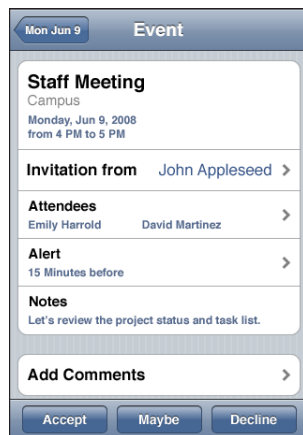 Mon Jun 9 Event
Staff Meeting
Campus
Monday, Jun 9, 2008
from 4 PM to 5 PM
Invitation from John Appleseed
Attendees
Emily Harrold David Martinez
Alert
15 Minutes before
Notes
Let's review the project status and task list.
Add Comments
Accept Maybe Decline